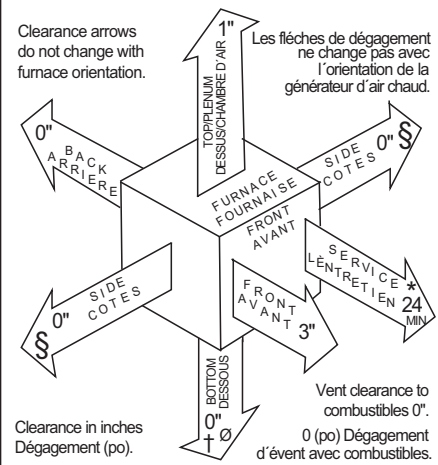 Clearance arrows
do not change with
furnace orientation.
1"
TOP/PLENUM
DESSUS/CHAMBRE D´AIR
Les fléches de dégagement
ne change pas avec
l´orientation de la
générateur d´air chaud.
0"
BACK
ARRIERE
FURNACE
FOURNAISE
FRONT
AVANT
SIDE
COTES
0" §
SERVICE
LÈNTRETIEN
*
24
MIN
§ 0"
SIDE
COTES
FRONT
AVANT
3"
BOTTOM
DESSOUS
0"
† Ø
Clearance in inches
Dégagement (po).
Vent clearance to
combustibles 0".
0 (po) Dégagement
d´évent avec combustibles.